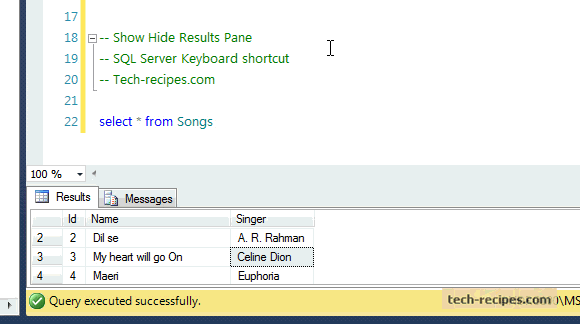 17
18 -- Show Hide Results Pane
19 -- SQL Server Keyboard shortcut
20 -- Tech-recipes.com
21
22 select * from Songs
100 %
Results Messages
Id Name Singer
2 2 Dil se A. R. Rahman
3 3 My heart will go On Celine Dion
4 4 Maeri Euphoria
Query executed successfully. tech-recipes.com 0\MS